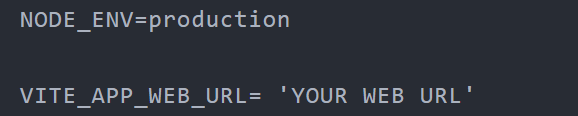 NODE_ENV=production
VITE_APP_WEB_URL= 'YOUR WEB URL'